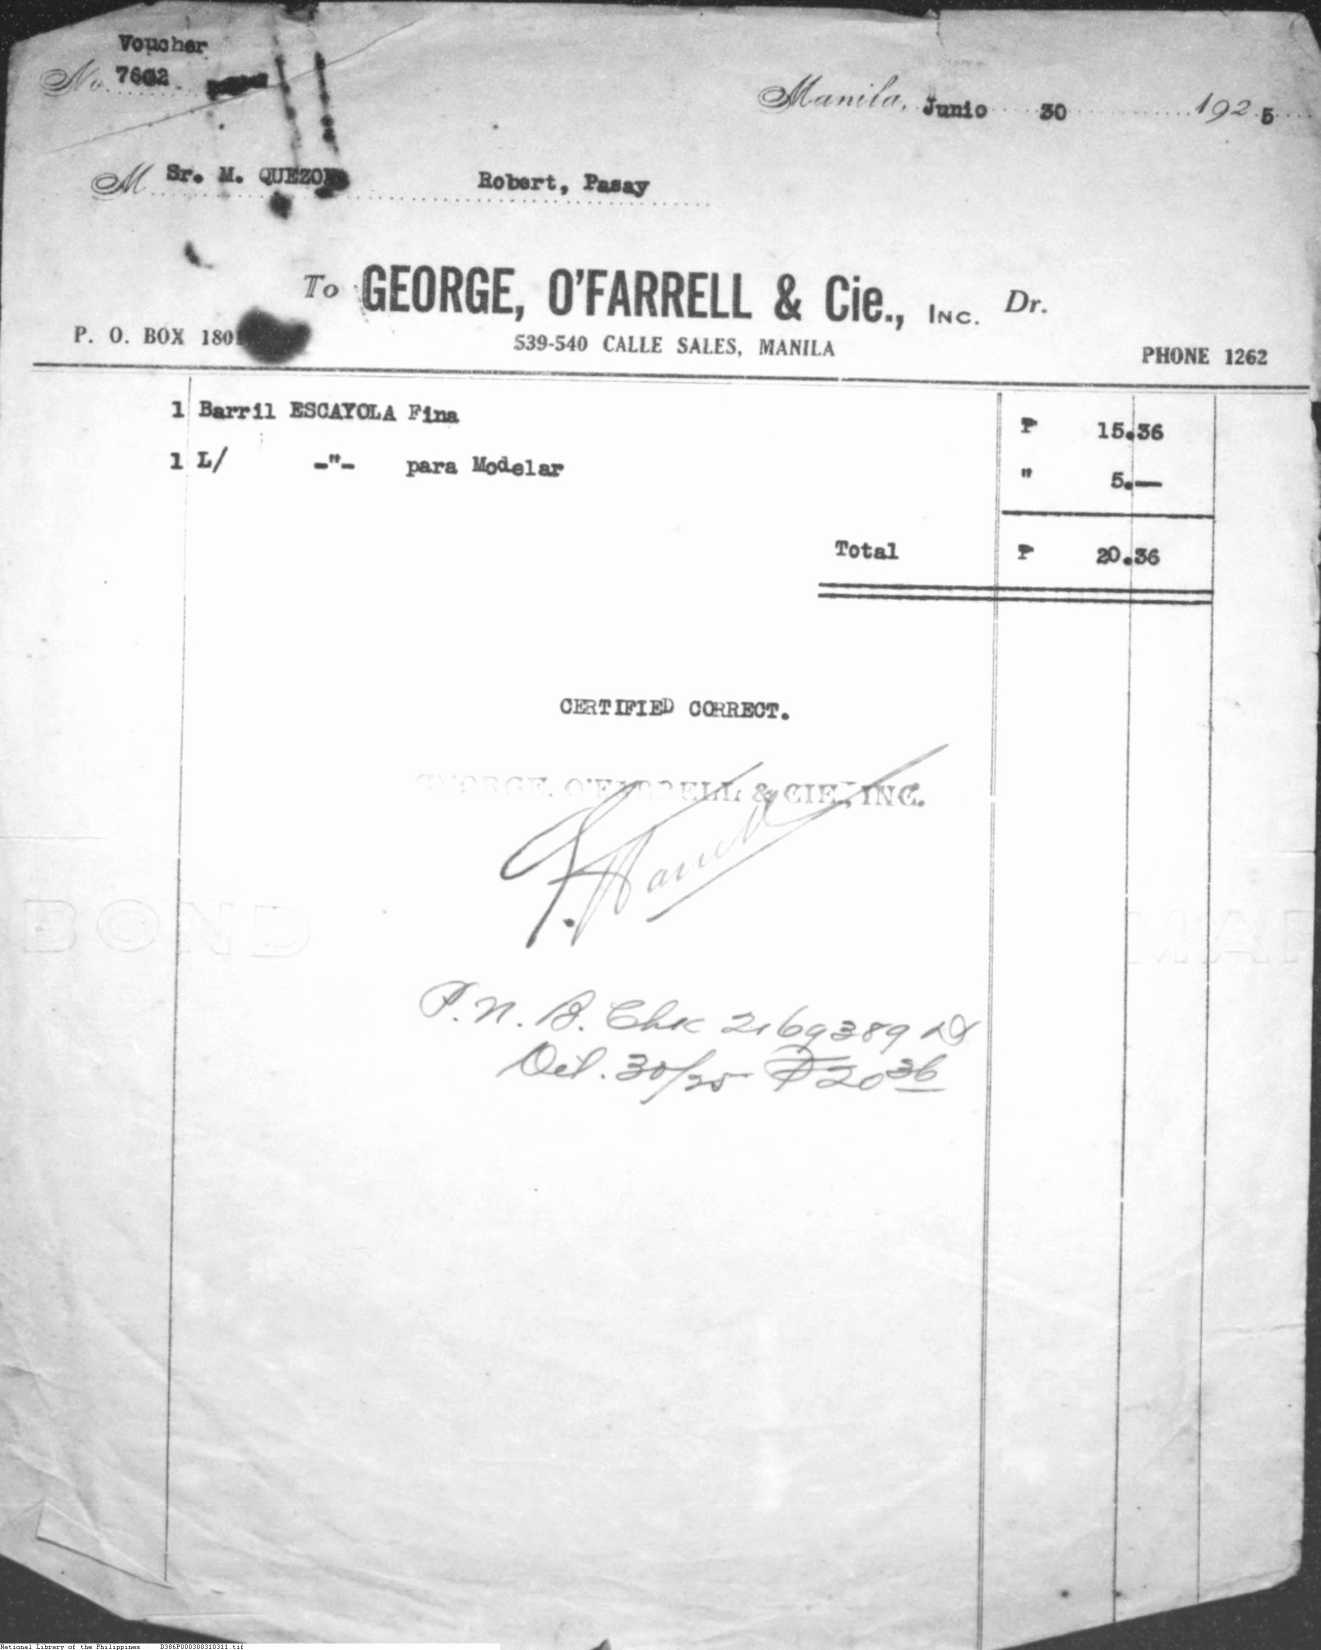 Voucher
No. 7602
Manila, Junio 30 1925
M Sr. M. QUEZON Robert, Pasay
To GEORGE, O'FARRELL & Cie., INC. Dr.
P. O. BOX 180
539-540 CALLE SALES, MANILA
PHONE 1262
1 Barril ESCAYOLA Fina ₱ 15.36
1 L/ -"- para Modelar " 5.—
Total ₱ 20.36
CERTIFIED CORRECT.
GEORGE, O'FARRELL & CIE., INC.
P.N.B. Chk 2169389 D
Oct. 30/25 ₱20 36
BOND
National Library of the Philippines D386P000308310311.tif